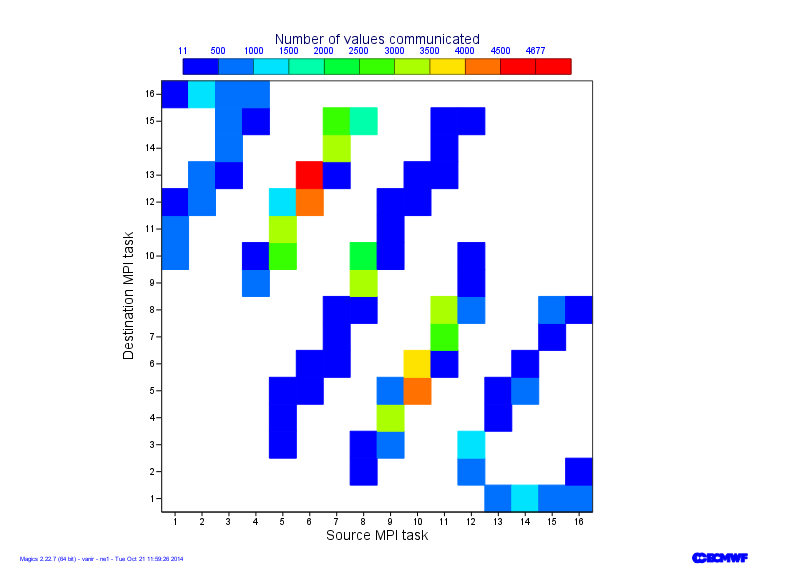 Number of values communicated
11 500 1000 1500 2000 2500 3000 3500 4000 4500 4677
Destination MPI task
16
15
14
13
12
11
10
9
8
7
6
5
4
3
2
1
1 2 3 4 5 6 7 8 9 10 11 12 13 14 15 16
Source MPI task
Magics 2.22.7 (64 bit) - vanir - ne1 - Tue Oct 21 11:59:26 2014
ECMWF